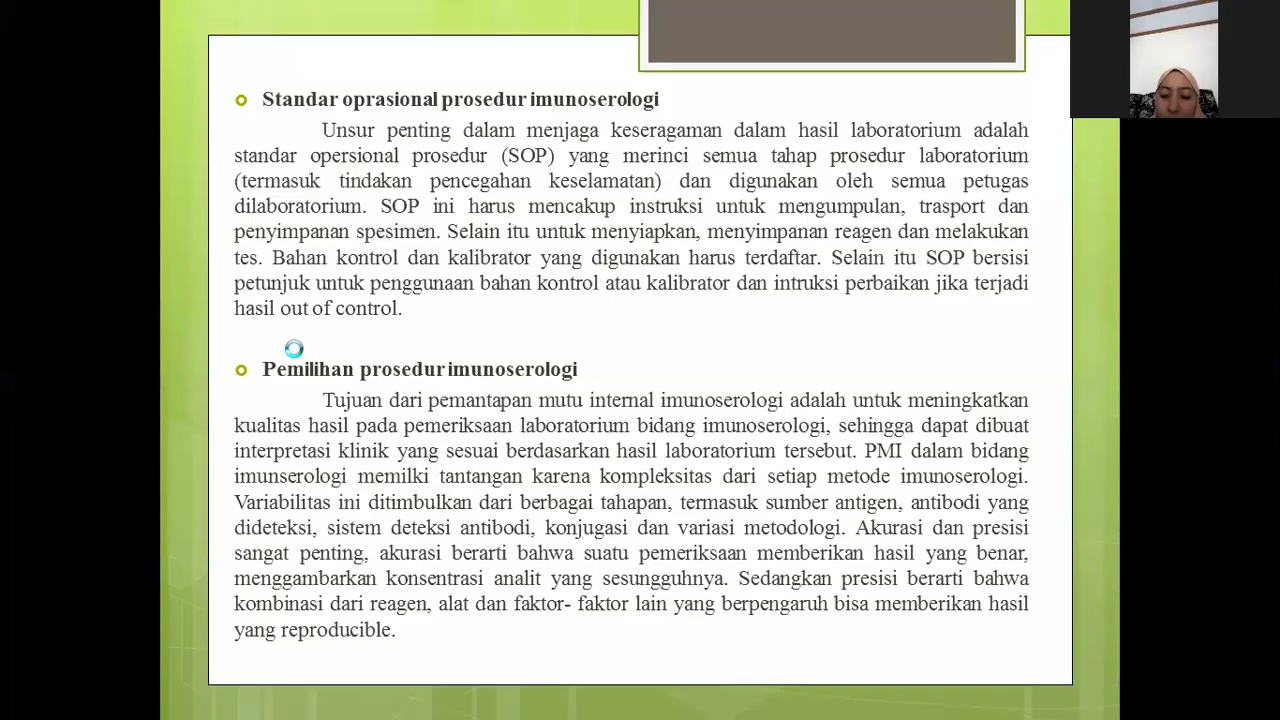 Standar oprasional prosedur imunoserologi
Unsur penting dalam menjaga keseragaman dalam hasil laboratorium adalah
standar opersional prosedur (SOP) yang merinci semua tahap prosedur laboratorium
(termasuk tindakan pencegahan keselamatan) dan digunakan oleh semua petugas
dilaboratorium. SOP ini harus mencakup instruksi untuk mengumpulan, trasport dan
penyimpanan spesimen. Selain itu untuk menyiapkan, menyimpanan reagen dan melakukan
tes. Bahan kontrol dan kalibrator yang digunakan harus terdaftar. Selain itu SOP bersisi
petunjuk untuk penggunaan bahan kontrol atau kalibrator dan intruksi perbaikan jika terjadi
hasil out of control.
Pemilihan prosedur imunoserologi
Tujuan dari pemantapan mutu internal imunoserologi adalah untuk meningkatkan
kualitas hasil pada pemeriksaan laboratorium bidang imunoserologi, sehingga dapat dibuat
interpretasi klinik yang sesuai berdasarkan hasil laboratorium tersebut. PMI dalam bidang
imunserologi memilki tantangan karena kompleksitas dari setiap metode imunoserologi.
Variabilitas ini ditimbulkan dari berbagai tahapan, termasuk sumber antigen, antibodi yang
dideteksi, sistem deteksi antibodi, konjugasi dan variasi metodologi. Akurasi dan presisi
sangat penting, akurasi berarti bahwa suatu pemeriksaan memberikan hasil yang benar,
menggambarkan konsentrasi analit yang sesungguhnya. Sedangkan presisi berarti bahwa
kombinasi dari reagen, alat dan faktor- faktor lain yang berpengaruh bisa memberikan hasil
yang reproducible.